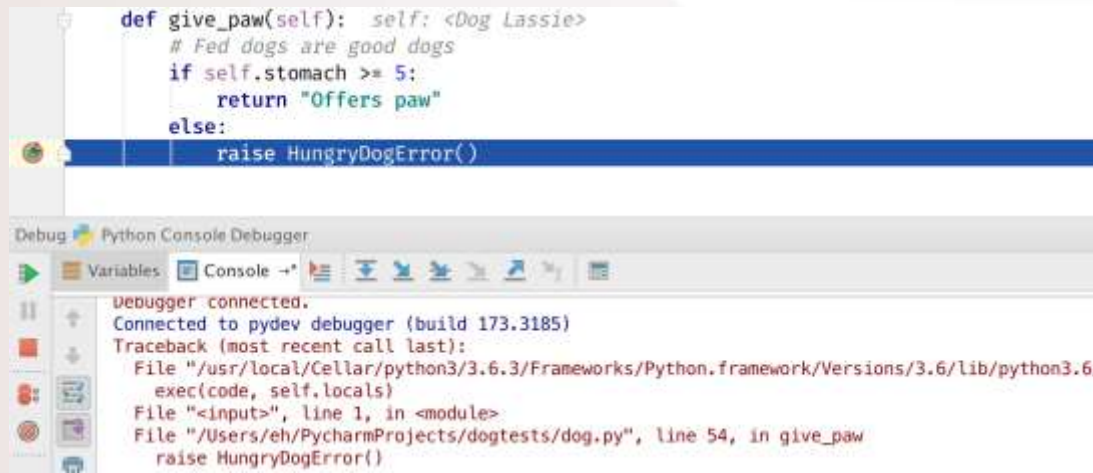 def give_paw(self):  self: <Dog Lassie>
    # Fed dogs are good dogs
    if self.stomach >= 5:
        return "Offers paw"
    else:
        raise HungryDogError()
Debug Python Console Debugger
Variables Console
Debugger connected.
Connected to pydev debugger (build 173.3185)
Traceback (most recent call last):
  File "/usr/local/Cellar/python3/3.6.3/Frameworks/Python.framework/Versions/3.6/lib/python3.6
    exec(code, self.locals)
  File "<input>", line 1, in <module>
  File "/Users/eh/PycharmProjects/dogtests/dog.py", line 54, in give_paw
    raise HungryDogError()